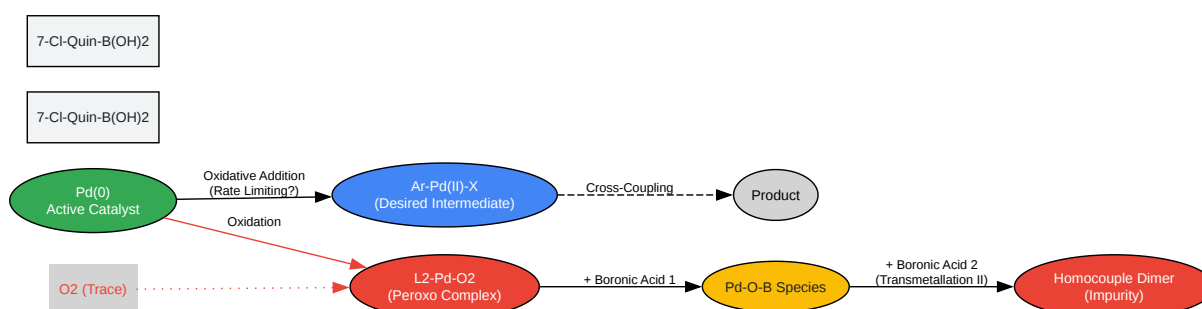 7-Cl-Quin-B(OH)2
7-Cl-Quin-B(OH)2
Pd(0)
Active Catalyst
Oxidative Addition
(Rate Limiting?)
Ar-Pd(II)-X
(Desired Intermediate)
Cross-Coupling
Product
Oxidation
O2 (Trace)
L2-Pd-O2
(Peroxo Complex)
+ Boronic Acid 1
Pd-O-B Species
+ Boronic Acid 2
(Transmetallation II)
Homocouple Dimer
(Impurity)